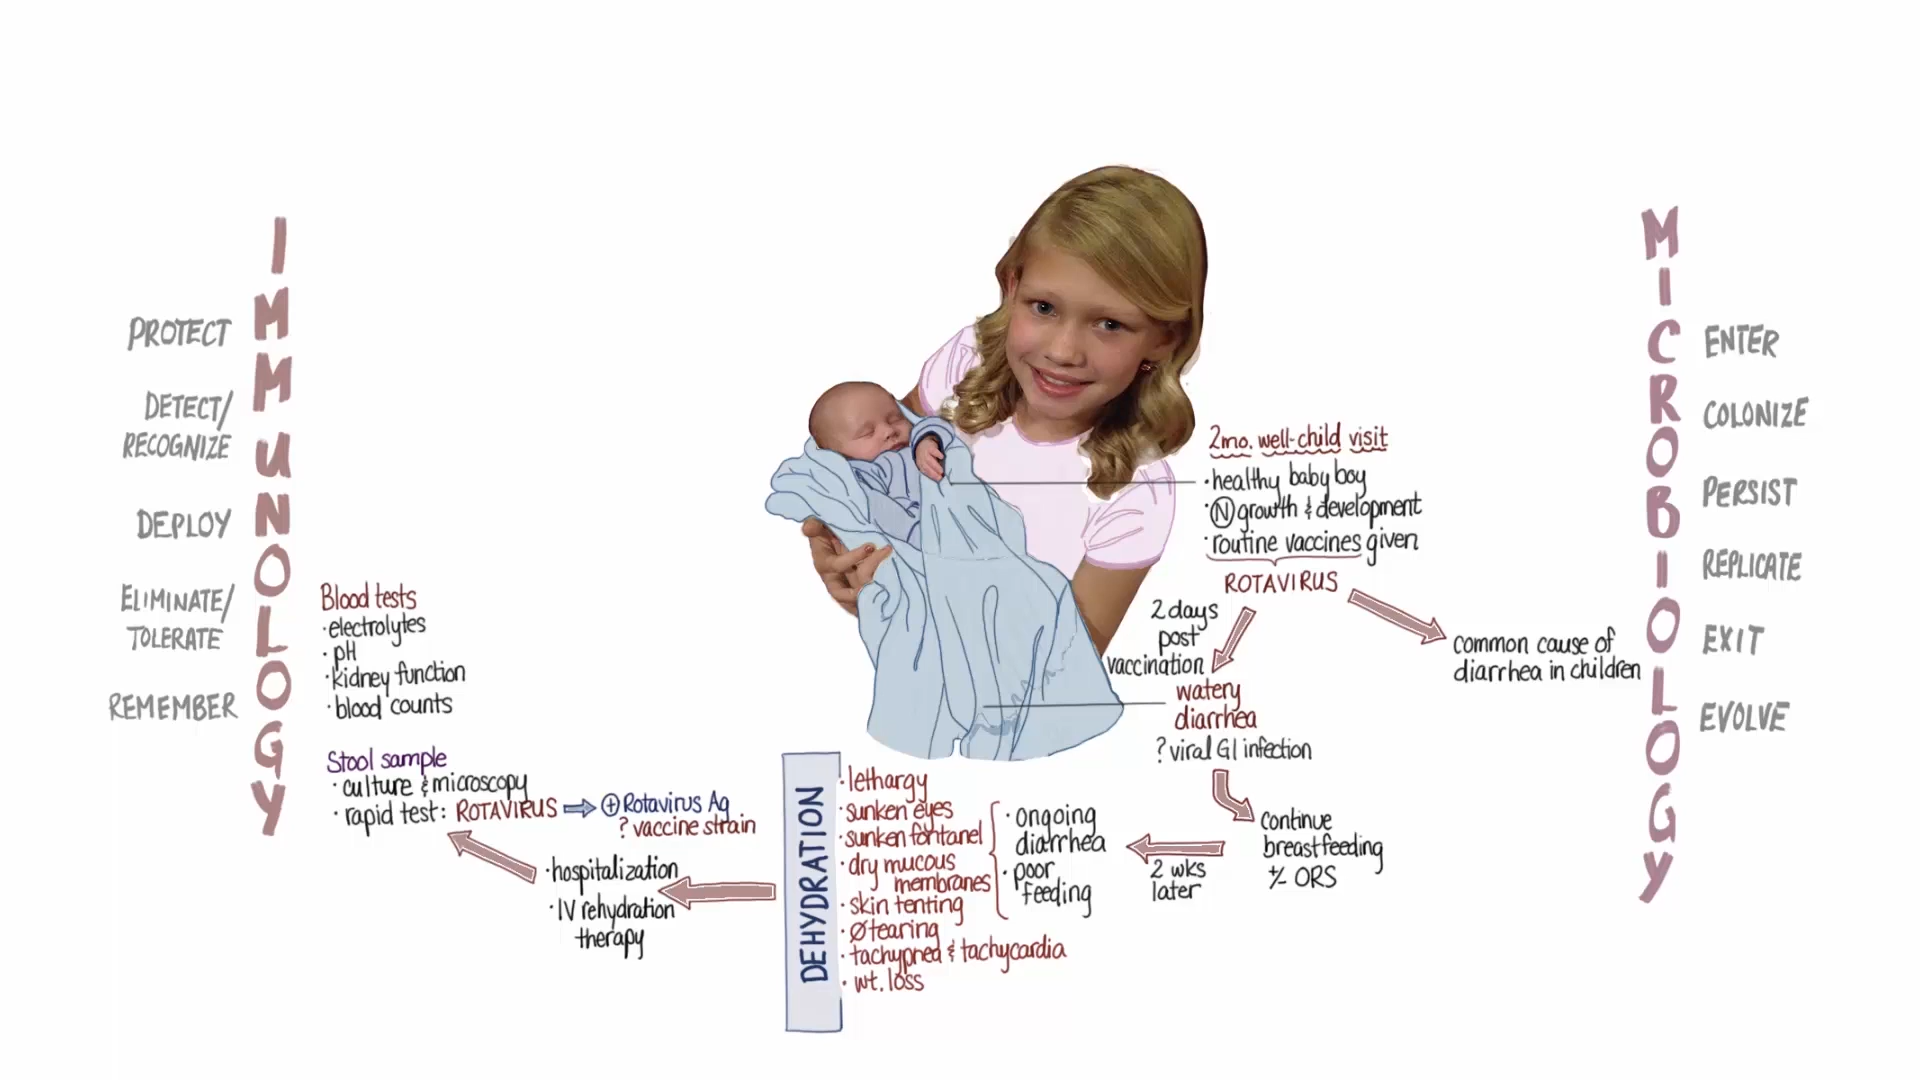 IMMUNOLOGY
PROTECT
DETECT/
RECOGNIZE
DEPLOY
ELIMINATE/
TOLERATE
REMEMBER
Blood tests
· electrolytes
· pH
· kidney function
· blood counts
Stool sample
· culture & microscopy
· rapid test: ROTAVIRUS
⊕ Rotavirus Ag
? vaccine strain
· hospitalization
· IV rehydration
therapy
DEHYDRATION
· lethargy
· sunken eyes
· sunken fontanel
· dry mucous
membranes
· skin tenting
· Ø tearing
· tachypnea & tachycardia
· wt. loss
· ongoing
diarrhea
· poor
feeding
2 wks
later
continue
breastfeeding
+/- ORS
2mo. well-child visit
· healthy baby boy
· Ⓝ growth & development
· routine vaccines given
ROTAVIRUS
2 days
post
vaccination
watery
diarrhea
? viral GI infection
common cause of
diarrhea in children
MICROBIOLOGY
ENTER
COLONIZE
PERSIST
REPLICATE
EXIT
EVOLVE